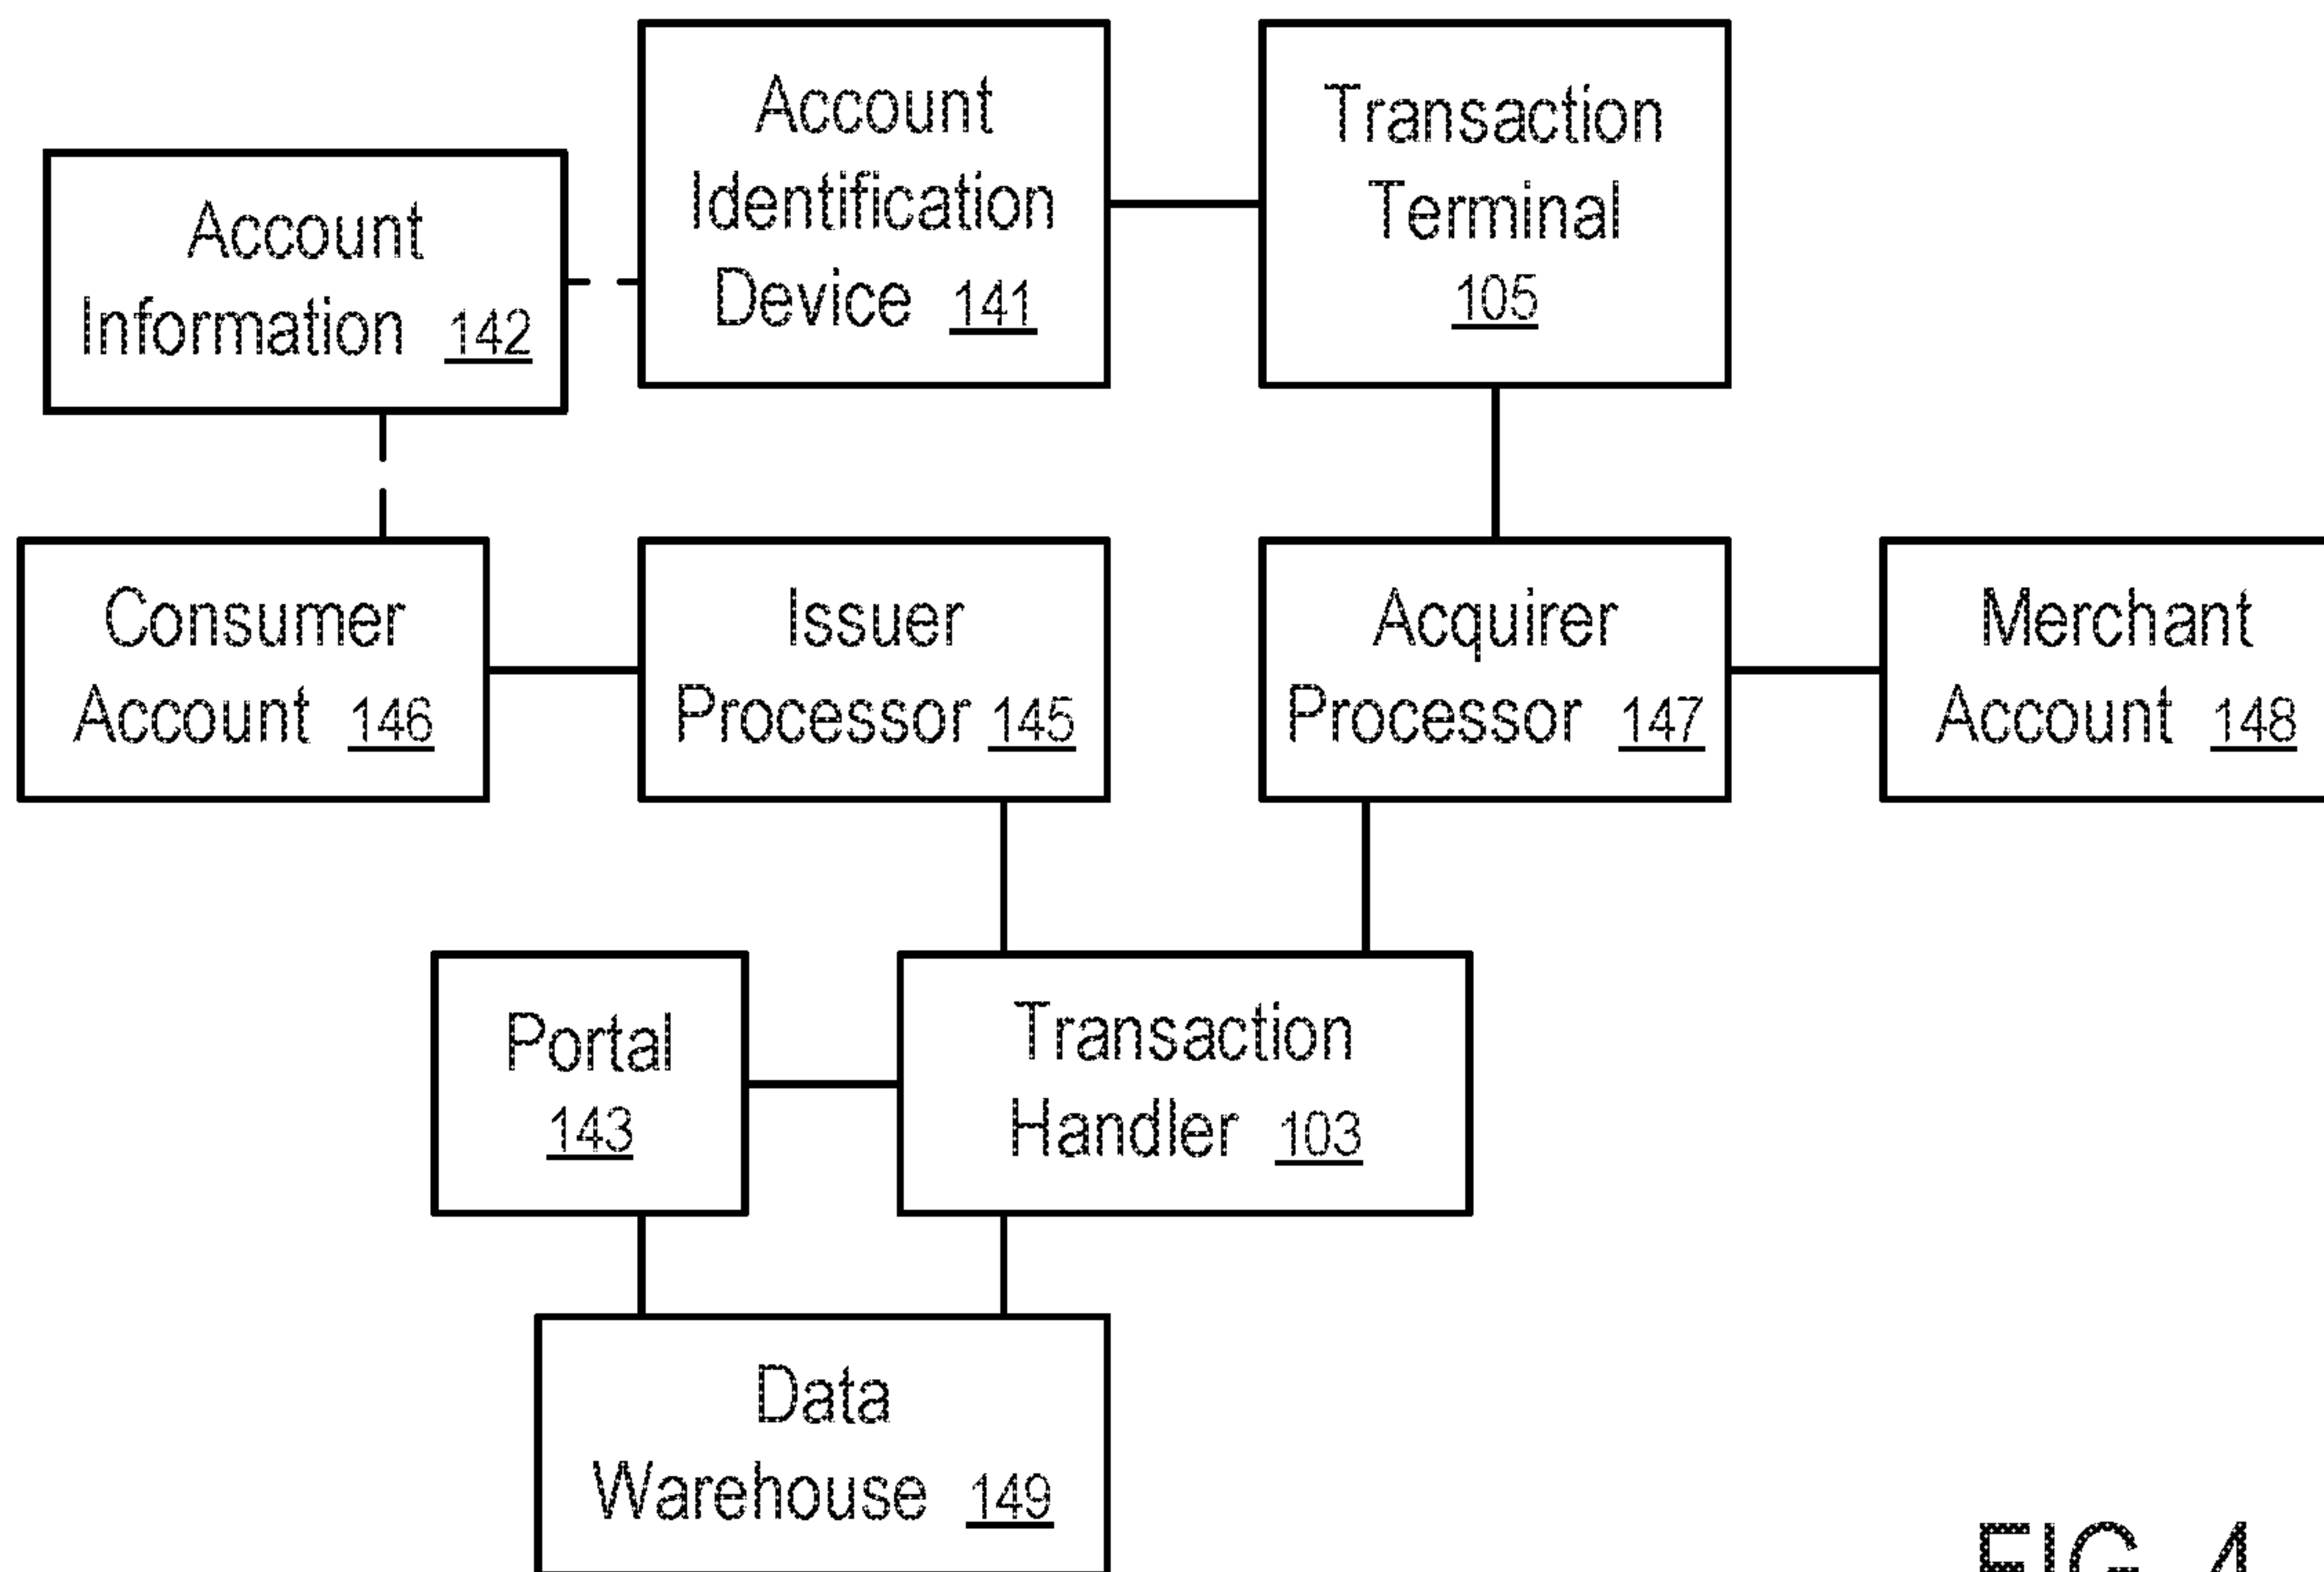 Account
Identification
Device 141
Transaction
Terminal
105
Account
Information 142
Consumer
Account 146
Issuer
Processor 145
Acquirer
Processor 147
Merchant
Account 148
Portal
143
Transaction
Handler 103
Data
Warehouse 149
FIG. 4